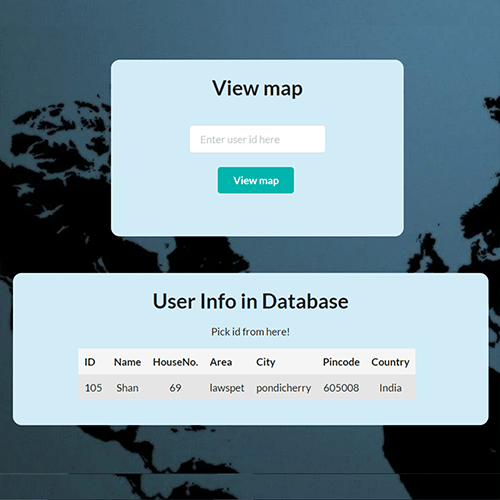 View map
Enter user id here
View map
User Info in Database
Pick id from here!
ID Name HouseNo. Area City Pincode Country
105 Shan 69 lawspet pondicherry 605008 India